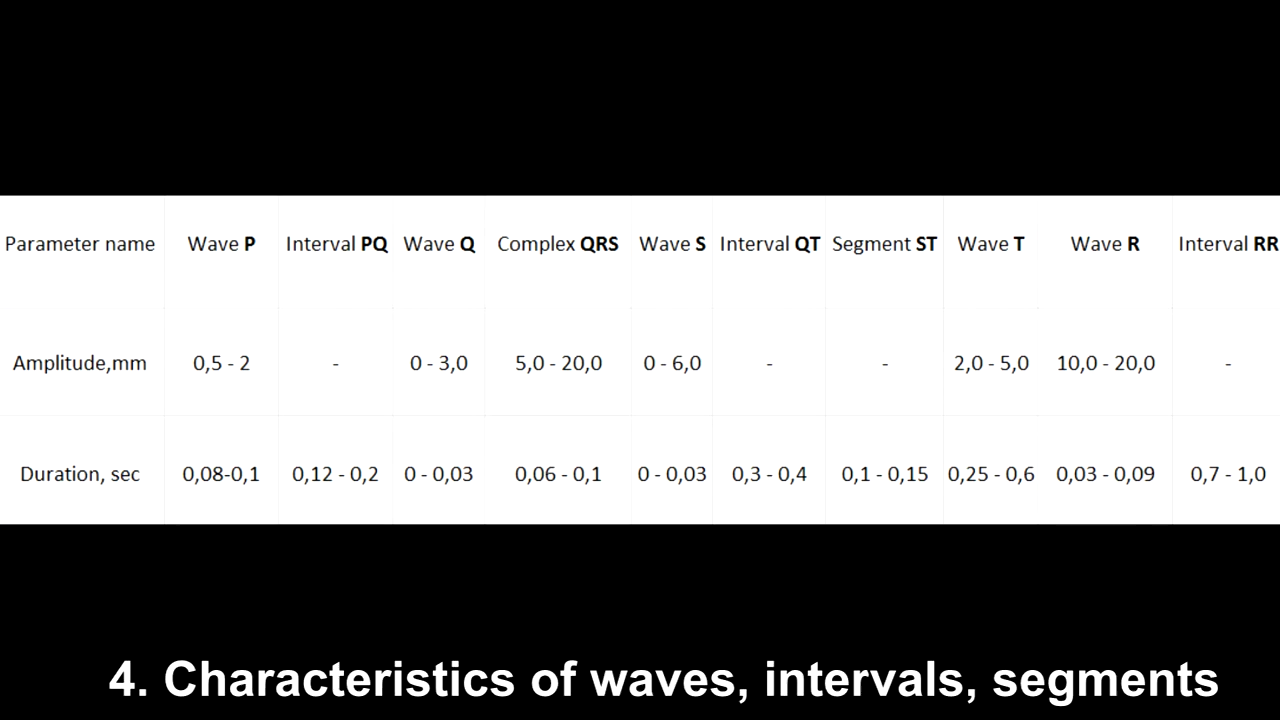 Parameter name Wave P Interval PQ Wave Q Complex QRS Wave S Interval QT Segment ST Wave T Wave R Interval RR
Amplitude,mm 0,5 - 2 - 0 - 3,0 5,0 - 20,0 0 - 6,0 - - 2,0 - 5,0 10,0 - 20,0 -
Duration, sec 0,08-0,1 0,12 - 0,2 0 - 0,03 0,06 - 0,1 0 - 0,03 0,3 - 0,4 0,1 - 0,15 0,25 - 0,6 0,03 - 0,09 0,7 - 1,0
4. Characteristics of waves, intervals, segments